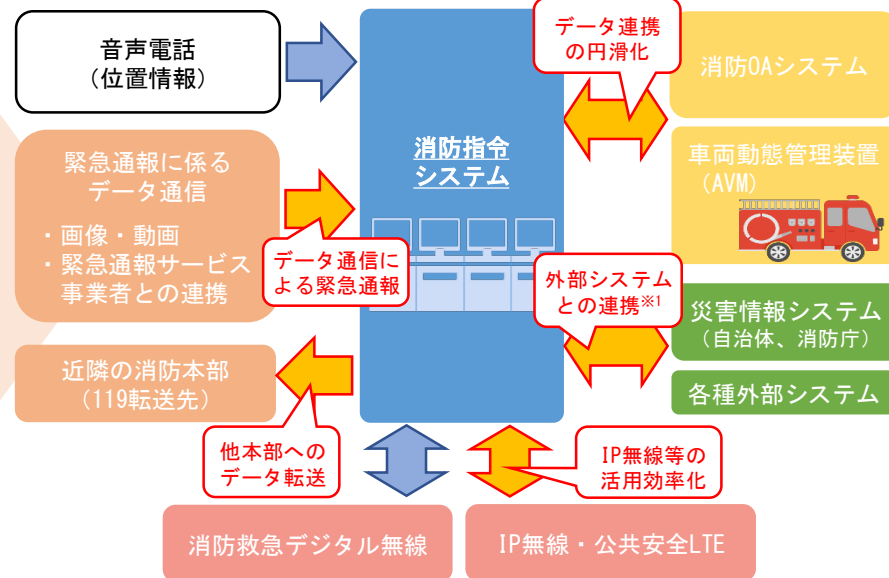 音声電話
(位置情報)
緊急通報に係る
データ通信
・画像・動画
・緊急通報サービス
事業者との連携
データ通信に
よる緊急通報
近隣の消防本部
(119転送先)
他本部への
データ転送
消防指令
システム
データ連携
の円滑化
消防OAシステム
車両動態管理装置
(AVM)
外部システム
との連携※1
災害情報システム
(自治体、消防庁)
各種外部システム
IP無線等の
活用効率化
消防救急デジタル無線
IP無線・公共安全LTE